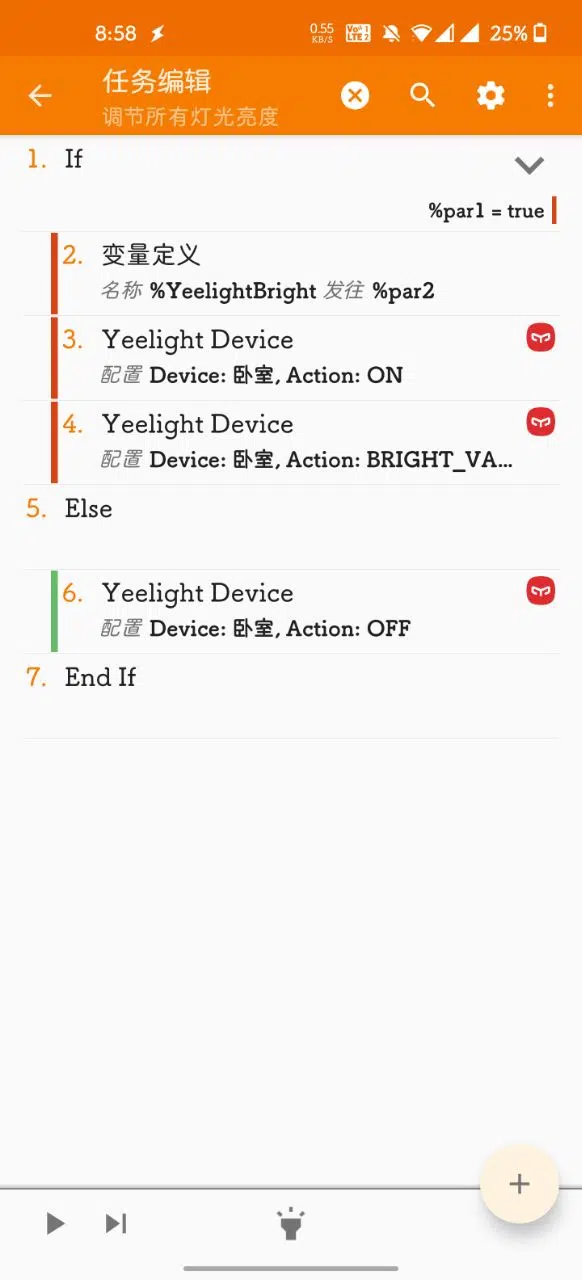 8:58
0.55
KB/S
Vo 1
LTE 2
25%
任务编辑
调节所有灯光亮度
1. If
%par1 = true
2. 变量定义
名称 %YeelightBright 发往 %par2
3. Yeelight Device
配置 Device: 卧室, Action: ON
4. Yeelight Device
配置 Device: 卧室, Action: BRIGHT_VA...
5. Else
6. Yeelight Device
配置 Device: 卧室, Action: OFF
7. End If